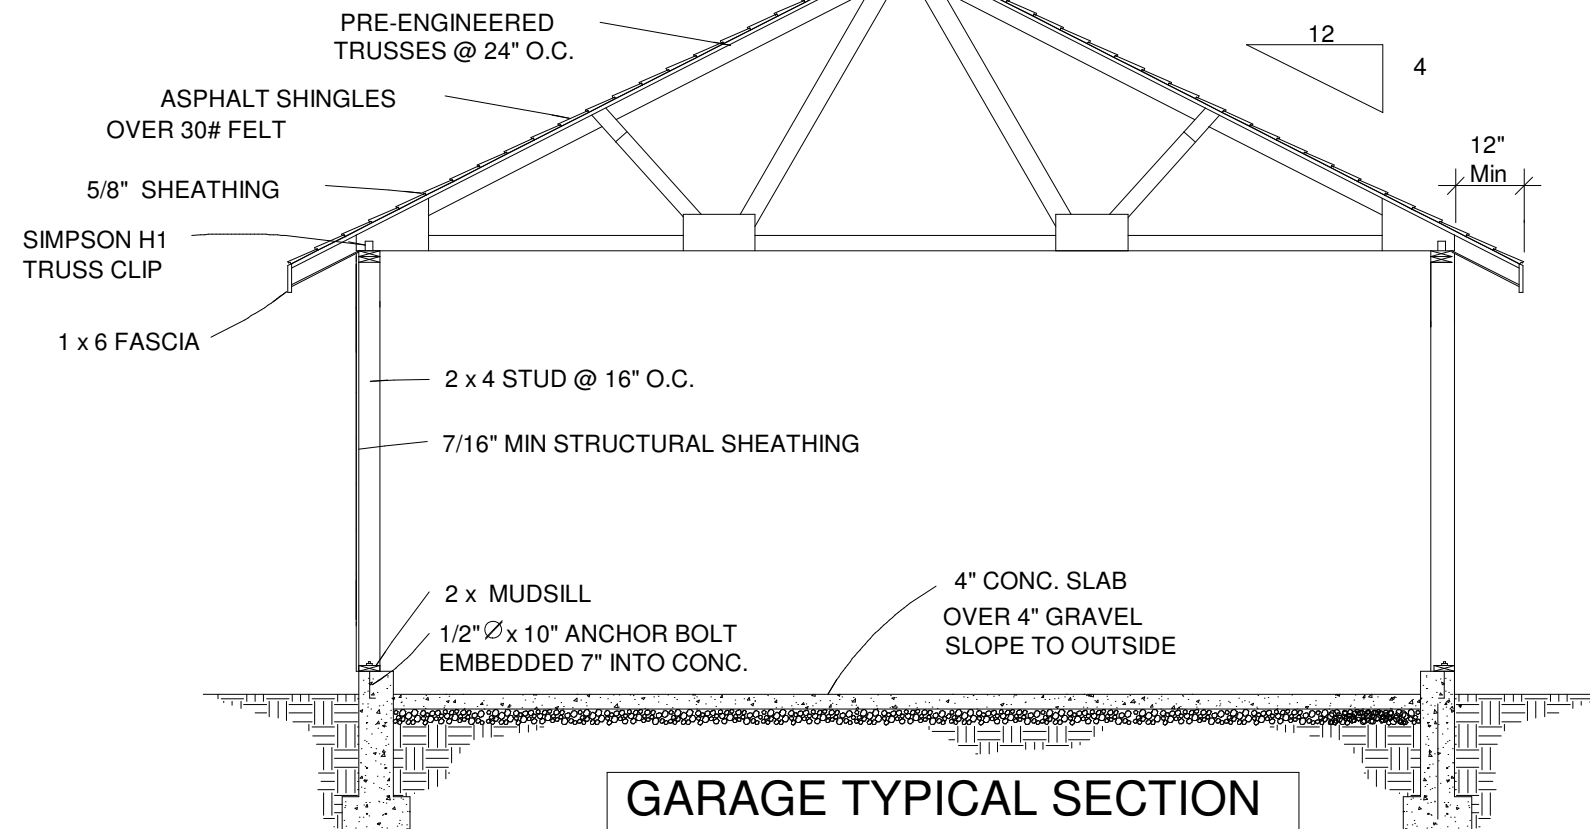 PRE-ENGINEERED
TRUSSES @ 24" O.C.
12
4
ASPHALT SHINGLES
OVER 30# FELT
12"
Min
5/8" SHEATHING
SIMPSON H1
TRUSS CLIP
1 x 6 FASCIA
2 x 4 STUD @ 16" O.C.
7/16" MIN STRUCTURAL SHEATHING
2 x MUDSILL
1/2"Ø x 10" ANCHOR BOLT
EMBEDDED 7" INTO CONC.
4" CONC. SLAB
OVER 4" GRAVEL
SLOPE TO OUTSIDE
GARAGE TYPICAL SECTION